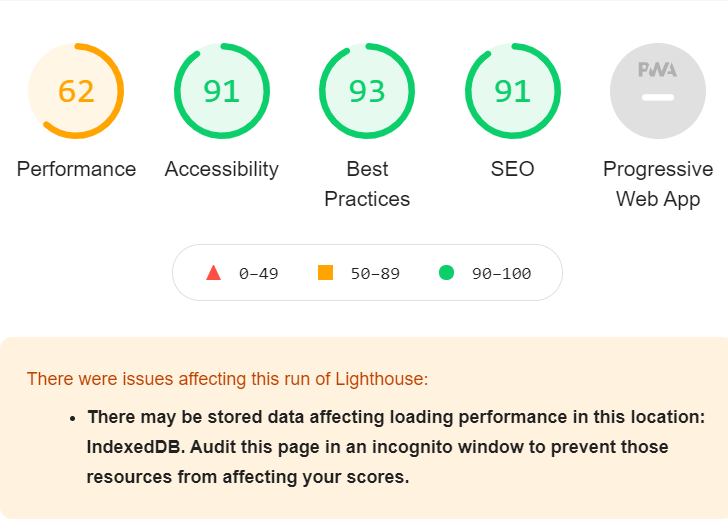 62 91 93 91 PWA
Performance Accessibility Best Practices SEO Progressive Web App
0–49 50–89 90–100
There were issues affecting this run of Lighthouse:
• There may be stored data affecting loading performance in this location:
IndexedDB. Audit this page in an incognito window to prevent those
resources from affecting your scores.